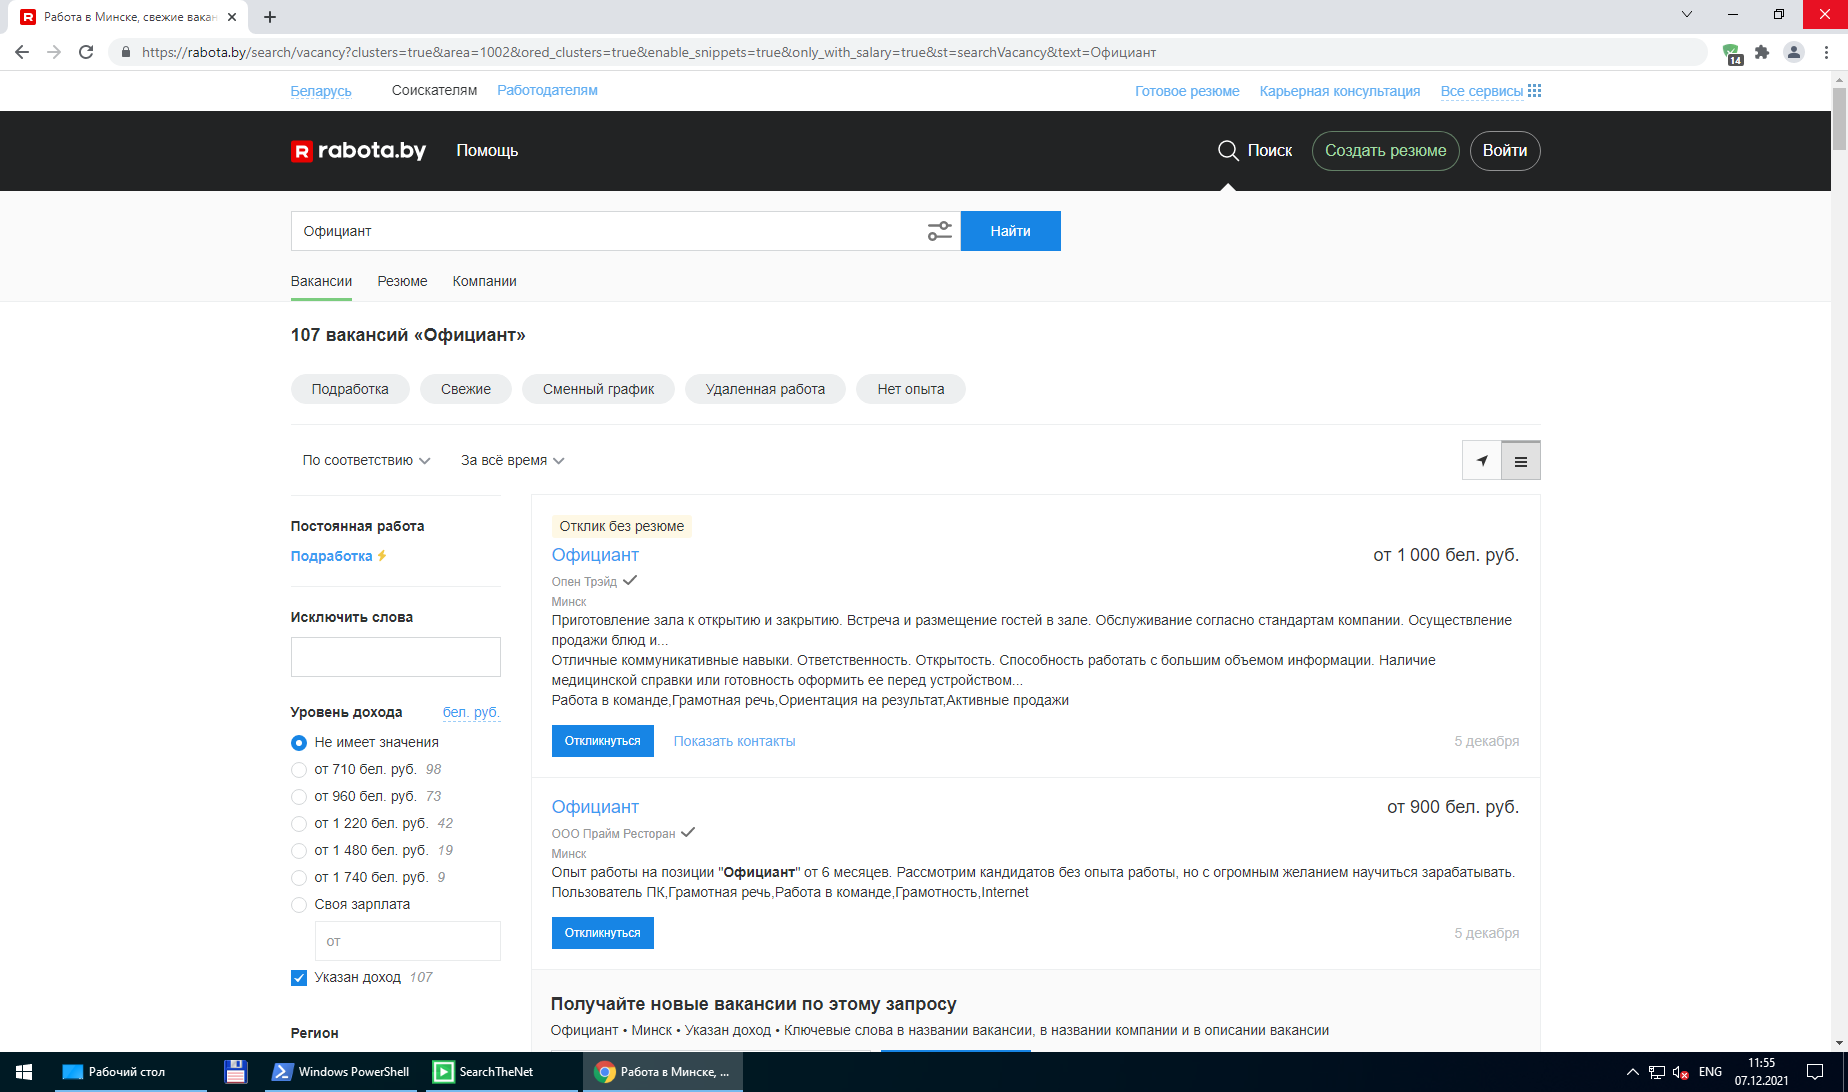 Работа в Минске, свежие вакан
https://rabota.by/search/vacancy?clusters=true&area=1002&ored_clusters=true&enable_snippets=true&only_with_salary=true&st=searchVacancy&text=Официант
14
Беларусь Соискателям Работодателям Готовое резюме Карьерная консультация Все сервисы
R rabota.by Помощь Поиск Создать резюме Войти
Официант Найти
Вакансии Резюме Компании
107 вакансий «Официант»
Подработка Свежие Сменный график Удаленная работа Нет опыта
По соответствию За всё время
Постоянная работа
Подработка
Исключить слова
Уровень дохода бел. руб.
Не имеет значения
от 710 бел. руб. 98
от 960 бел. руб. 73
от 1 220 бел. руб. 42
от 1 480 бел. руб. 19
от 1 740 бел. руб. 9
Своя зарплата
от
Указан доход 107
Регион
Отклик без резюме
Официант от 1 000 бел. руб.
Опен Трэйд
Минск
Приготовление зала к открытию и закрытию. Встреча и размещение гостей в зале. Обслуживание согласно стандартам компании. Осуществление
продажи блюд и...
Отличные коммуникативные навыки. Ответственность. Открытость. Способность работать с большим объемом информации. Наличие
медицинской справки или готовность оформить ее перед устройством...
Работа в команде,Грамотная речь,Ориентация на результат,Активные продажи
Откликнуться Показать контакты 5 декабря
Официант от 900 бел. руб.
ООО Прайм Ресторан
Минск
Опыт работы на позиции "Официант" от 6 месяцев. Рассмотрим кандидатов без опыта работы, но с огромным желанием научиться зарабатывать.
Пользователь ПК,Грамотная речь,Работа в команде,Грамотность,Internet
Откликнуться 5 декабря
Получайте новые вакансии по этому запросу
Официант • Минск • Указан доход • Ключевые слова в названии вакансии, в названии компании и в описании вакансии
Рабочий стол Windows PowerShell SearchTheNet Работа в Минске, ... ENG 11:55
07.12.2021